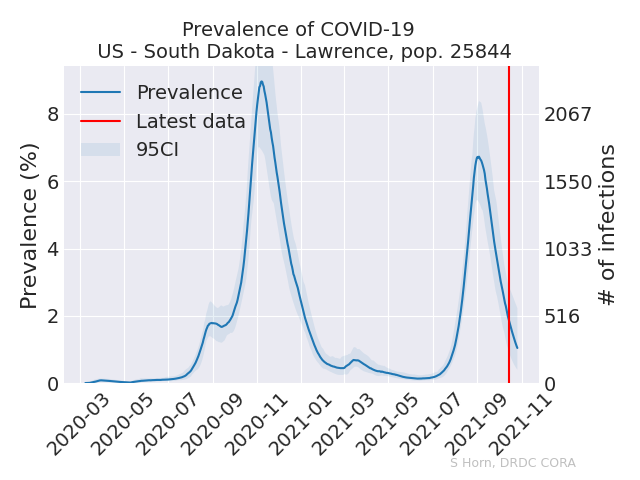 Prevalence of COVID-19
US - South Dakota - Lawrence, pop. 25844
Prevalence
Latest data
95CI
Prevalence (%)
8
6
4
2
0
2067
1550
1033
516
0
# of infections
2020-03
2020-05
2020-07
2020-09
2020-11
2021-01
2021-03
2021-05
2021-07
2021-09
2021-11
S Horn, DRDC CORA